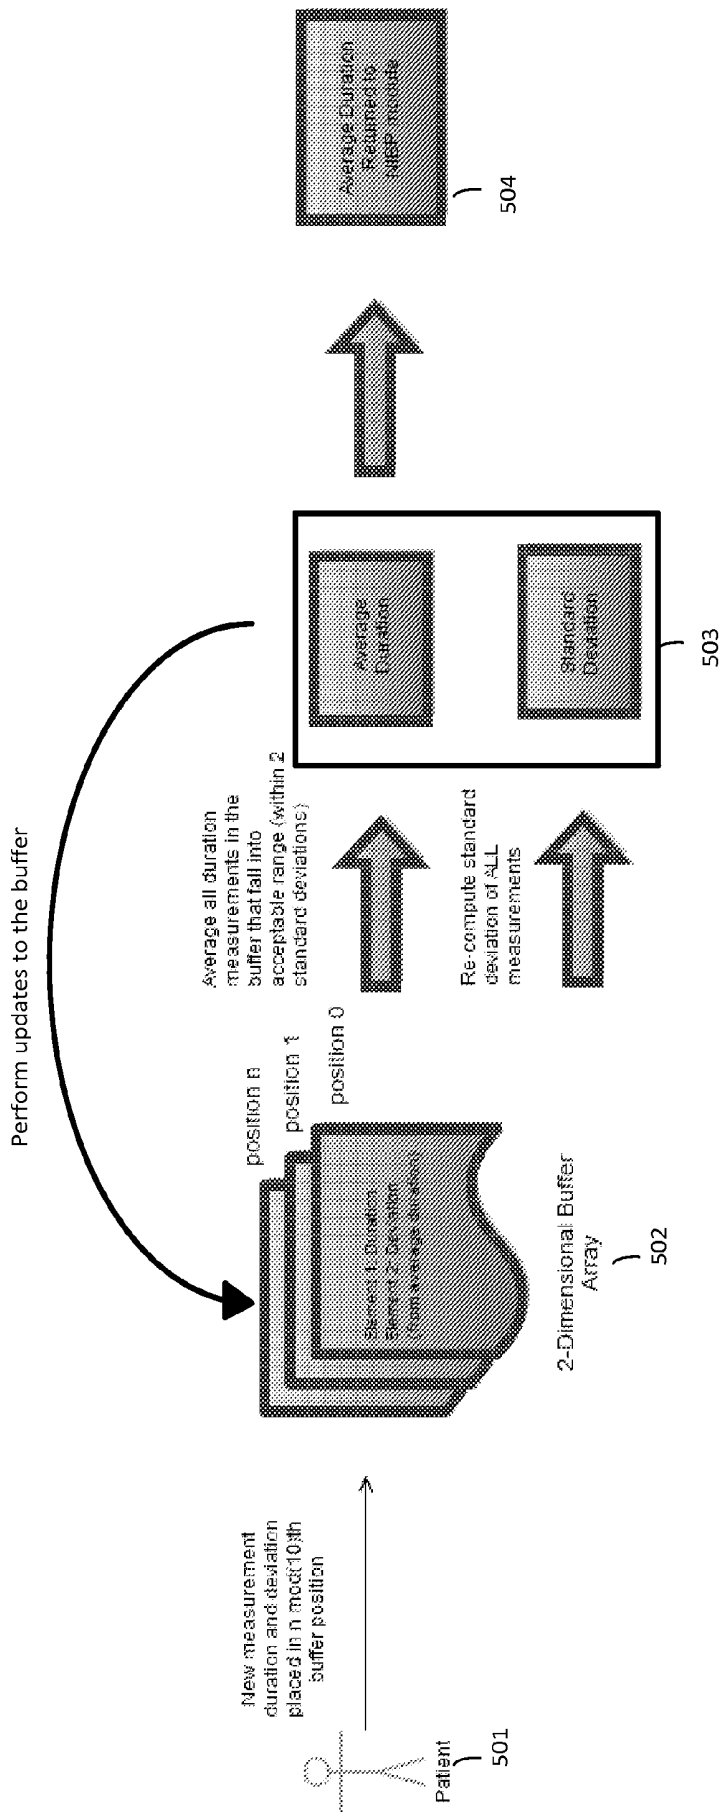 Perform updates to the buffer
New measurement
duration and deviation
placed in n mod(10)th
buffer position
Patient
501
position n
position 1
position 0
Element 1: Duration
Element 2: Deviation
(from average duration)
2-Dimensional Buffer
Array
502
Average all duration
measurements in the
buffer that fall into
acceptable range (within 2
standard deviations)
Re-compute standard
deviation of ALL
measurements
Average
Duration
Standard
Deviation
503
Average Duration
Returned to
NIBP module
504